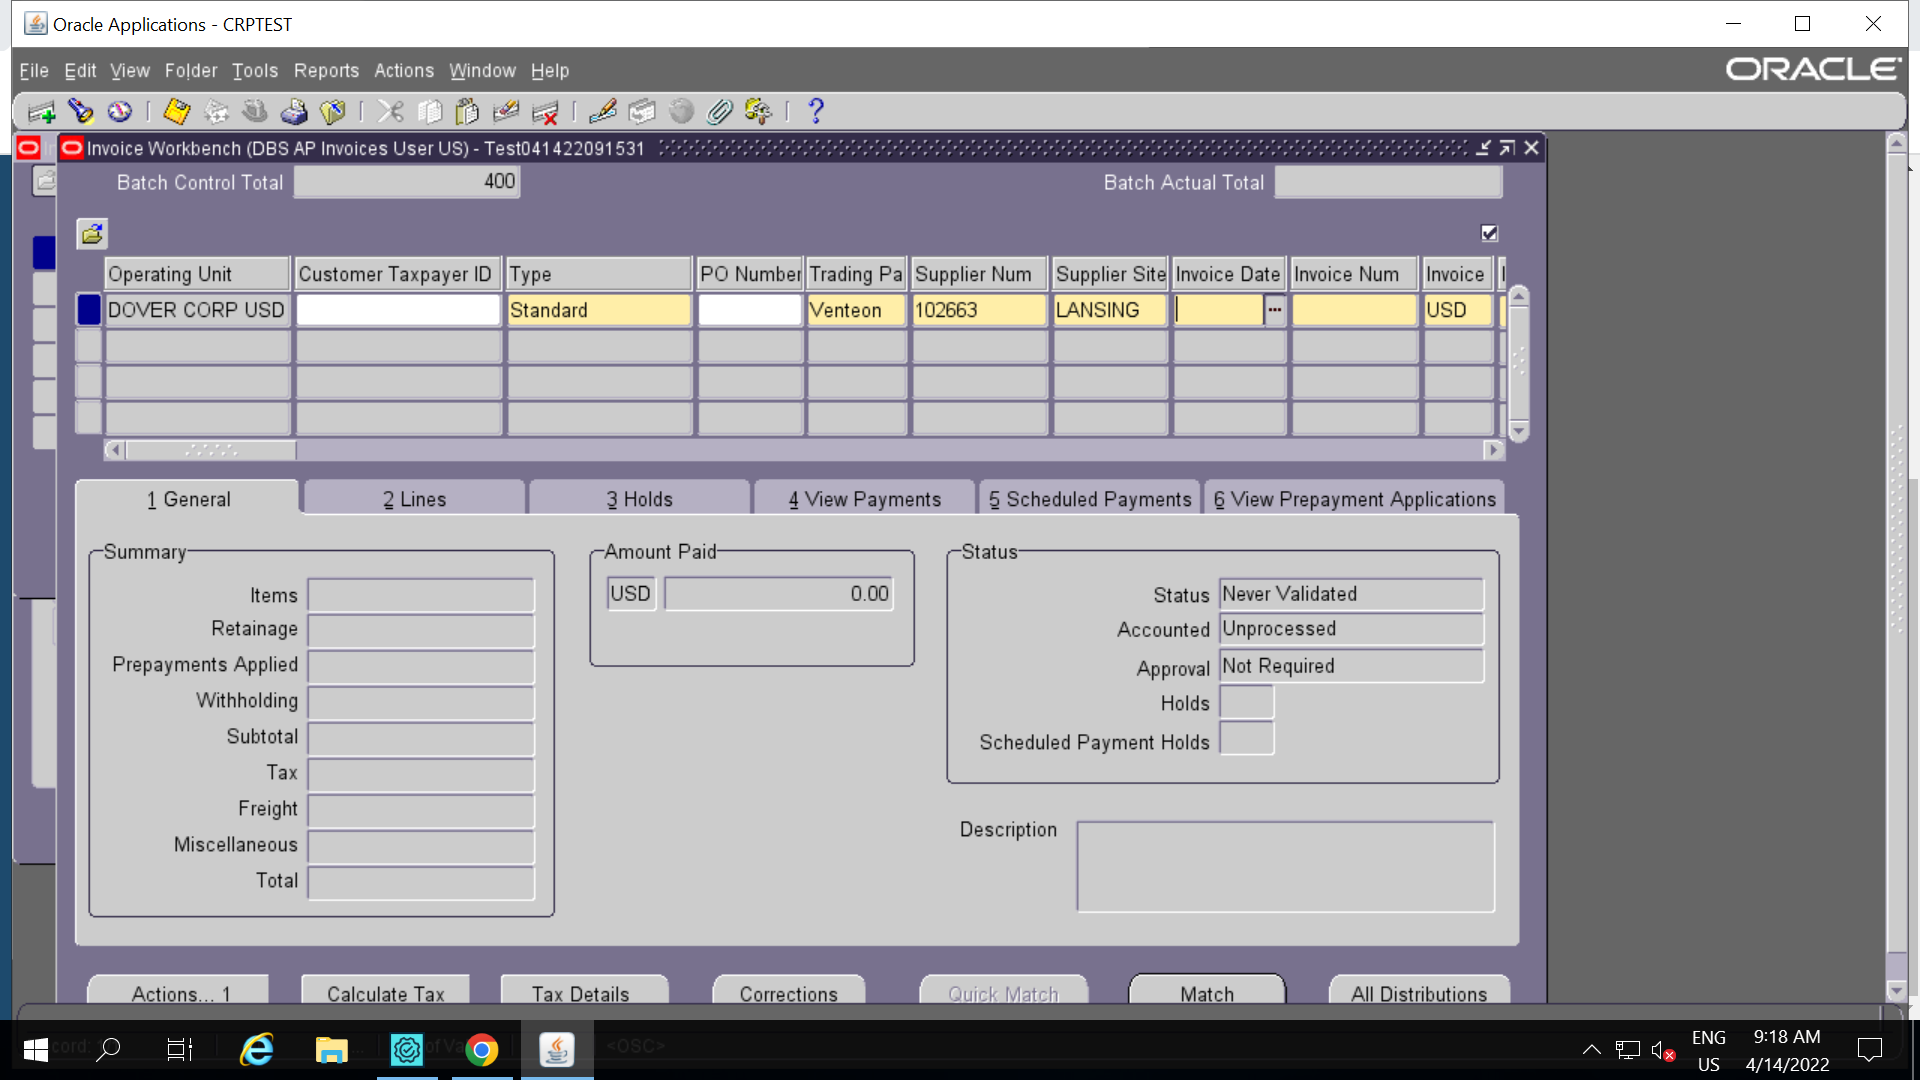 Oracle Applications - CRPTEST
File Edit View Folder Tools Reports Actions Window Help
ORACLE
Invoice Workbench (DBS AP Invoices User US) - Test041422091531
Batch Control Total 400 Batch Actual Total
Operating Unit Customer Taxpayer ID Type PO Number Trading Pa Supplier Num Supplier Site Invoice Date Invoice Num Invoice
DOVER CORP USD Standard Venteon 102663 LANSING USD
1 General 2 Lines 3 Holds 4 View Payments 5 Scheduled Payments 6 View Prepayment Applications
Summary
Items
Retainage
Prepayments Applied
Withholding
Subtotal
Tax
Freight
Miscellaneous
Total
Amount Paid
USD 0.00
Status
Status Never Validated
Accounted Unprocessed
Approval Not Required
Holds
Scheduled Payment Holds
Description
Actions... 1 Calculate Tax Tax Details Corrections Quick Match Match All Distributions
<OSC>
ENG
US
9:18 AM
4/14/2022